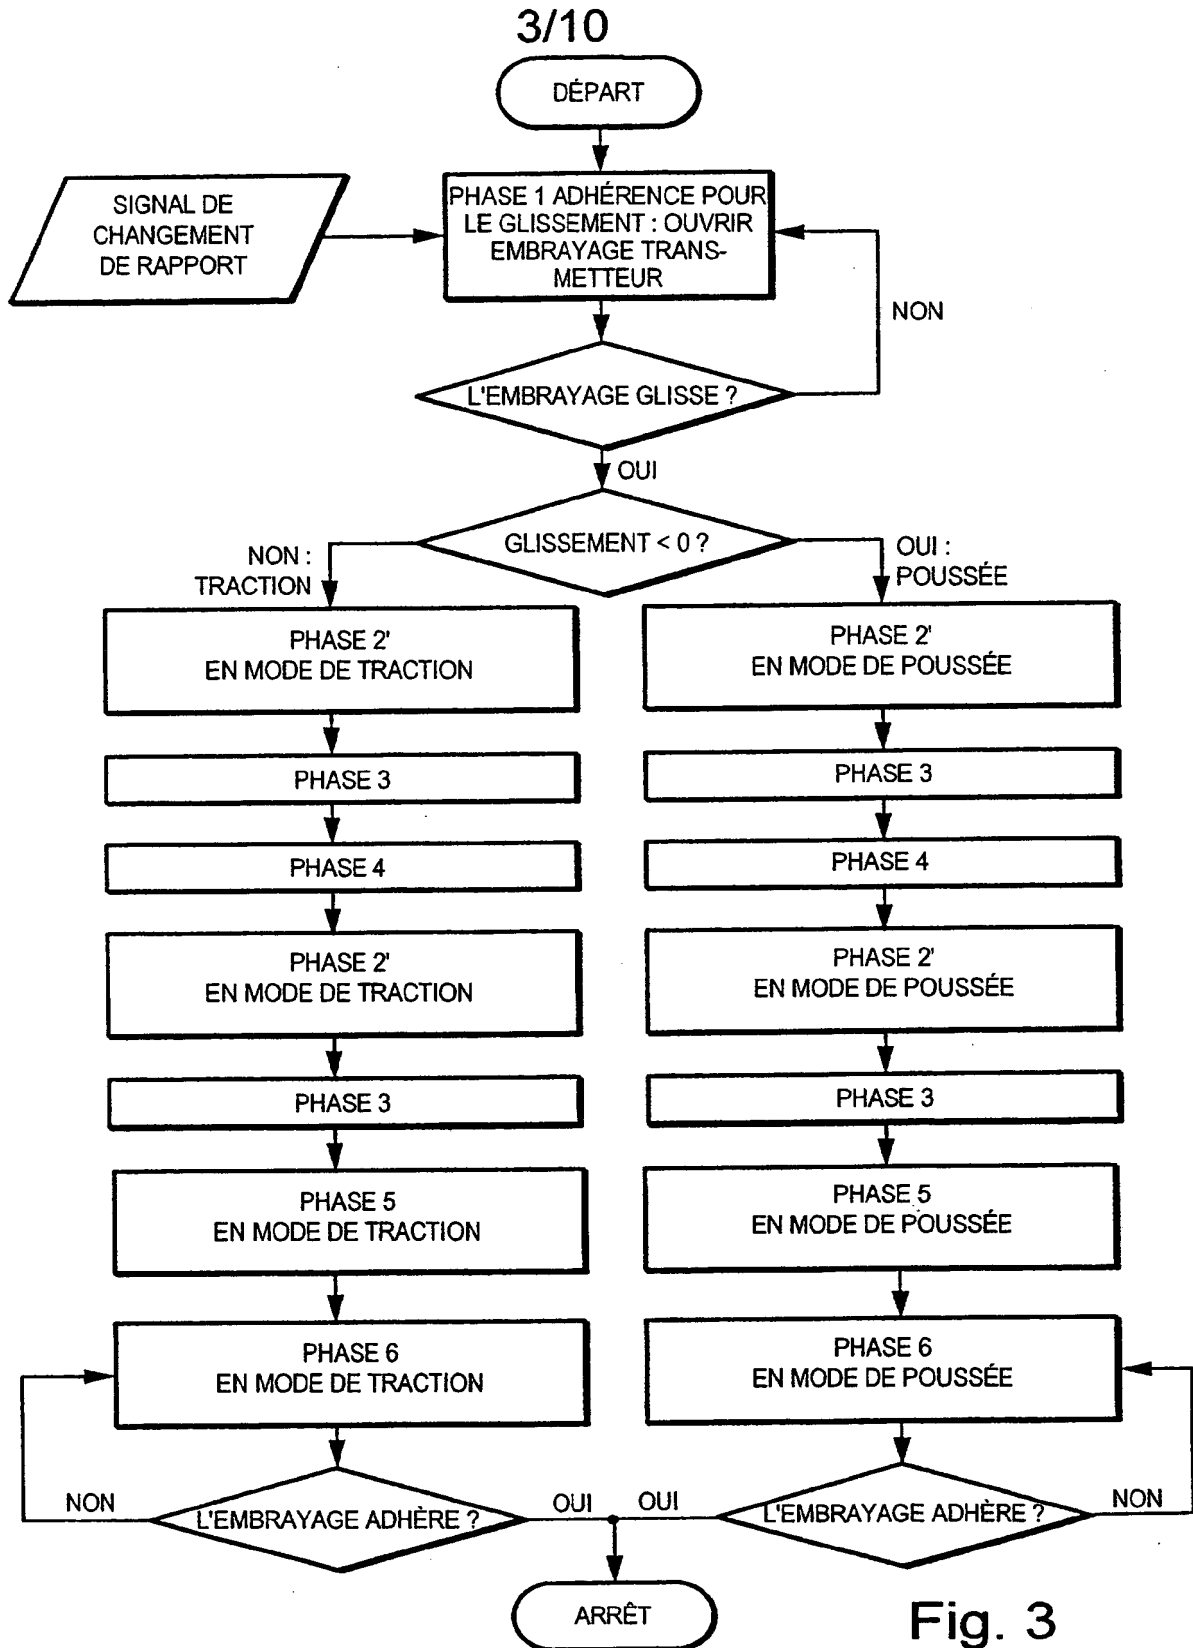 3/10
DÉPART
SIGNAL DE
CHANGEMENT
DE RAPPORT
PHASE 1 ADHÉRENCE POUR
LE GLISSEMENT : OUVRIR
EMBRAYAGE TRANS-
METTEUR
NON
L'EMBRAYAGE GLISSE ?
OUI
GLISSEMENT < 0 ?
NON :
TRACTION
OUI :
POUSSÉE
PHASE 2'
EN MODE DE TRACTION
PHASE 2'
EN MODE DE POUSSÉE
PHASE 3
PHASE 3
PHASE 4
PHASE 4
PHASE 2'
EN MODE DE TRACTION
PHASE 2'
EN MODE DE POUSSÉE
PHASE 3
PHASE 3
PHASE 5
EN MODE DE TRACTION
PHASE 5
EN MODE DE POUSSÉE
PHASE 6
EN MODE DE TRACTION
PHASE 6
EN MODE DE POUSSÉE
NON
L'EMBRAYAGE ADHÈRE ?
OUI
OUI
L'EMBRAYAGE ADHÈRE ?
NON
ARRÊT
Fig. 3